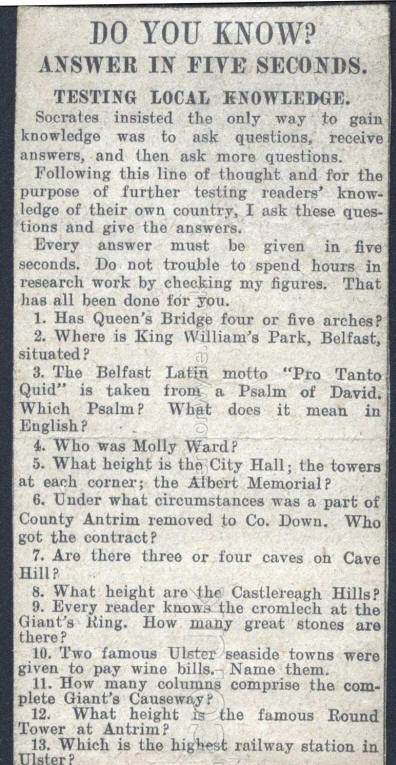 DO YOU KNOW?
ANSWER IN FIVE SECONDS.
TESTING LOCAL KNOWLEDGE.
Socrates insisted the only way to gain
knowledge was to ask questions, receive
answers, and then ask more questions.
Following this line of thought and for the
purpose of further testing readers' know-
ledge of their own country, I ask these ques-
tions and give the answers.
Every answer must be given in five
seconds. Do not trouble to spend hours in
research work by checking my figures. That
has all been done for you.
1. Has Queen's Bridge four or five arches?
2. Where is King William's Park, Belfast,
situated?
3. The Belfast Latin motto "Pro Tanto
Quid" is taken from a Psalm of David.
Which Psalm? What does it mean in
English?
4. Who was Molly Ward?
5. What height is the City Hall; the towers
at each corner; the Albert Memorial?
6. Under what circumstances was a part of
County Antrim removed to Co. Down. Who
got the contract?
7. Are there three or four caves on Cave
Hill?
8. What height are the Castlereagh Hills?
9. Every reader knows the cromlech at the
Giant's Ring. How many great stones are
there?
10. Two famous Ulster seaside towns were
given to pay wine bills. Name them.
11. How many columns comprise the com-
plete Giant's Causeway?
12. What height is the famous Round
Tower at Antrim?
13. Which is the highest railway station in
Ulster?